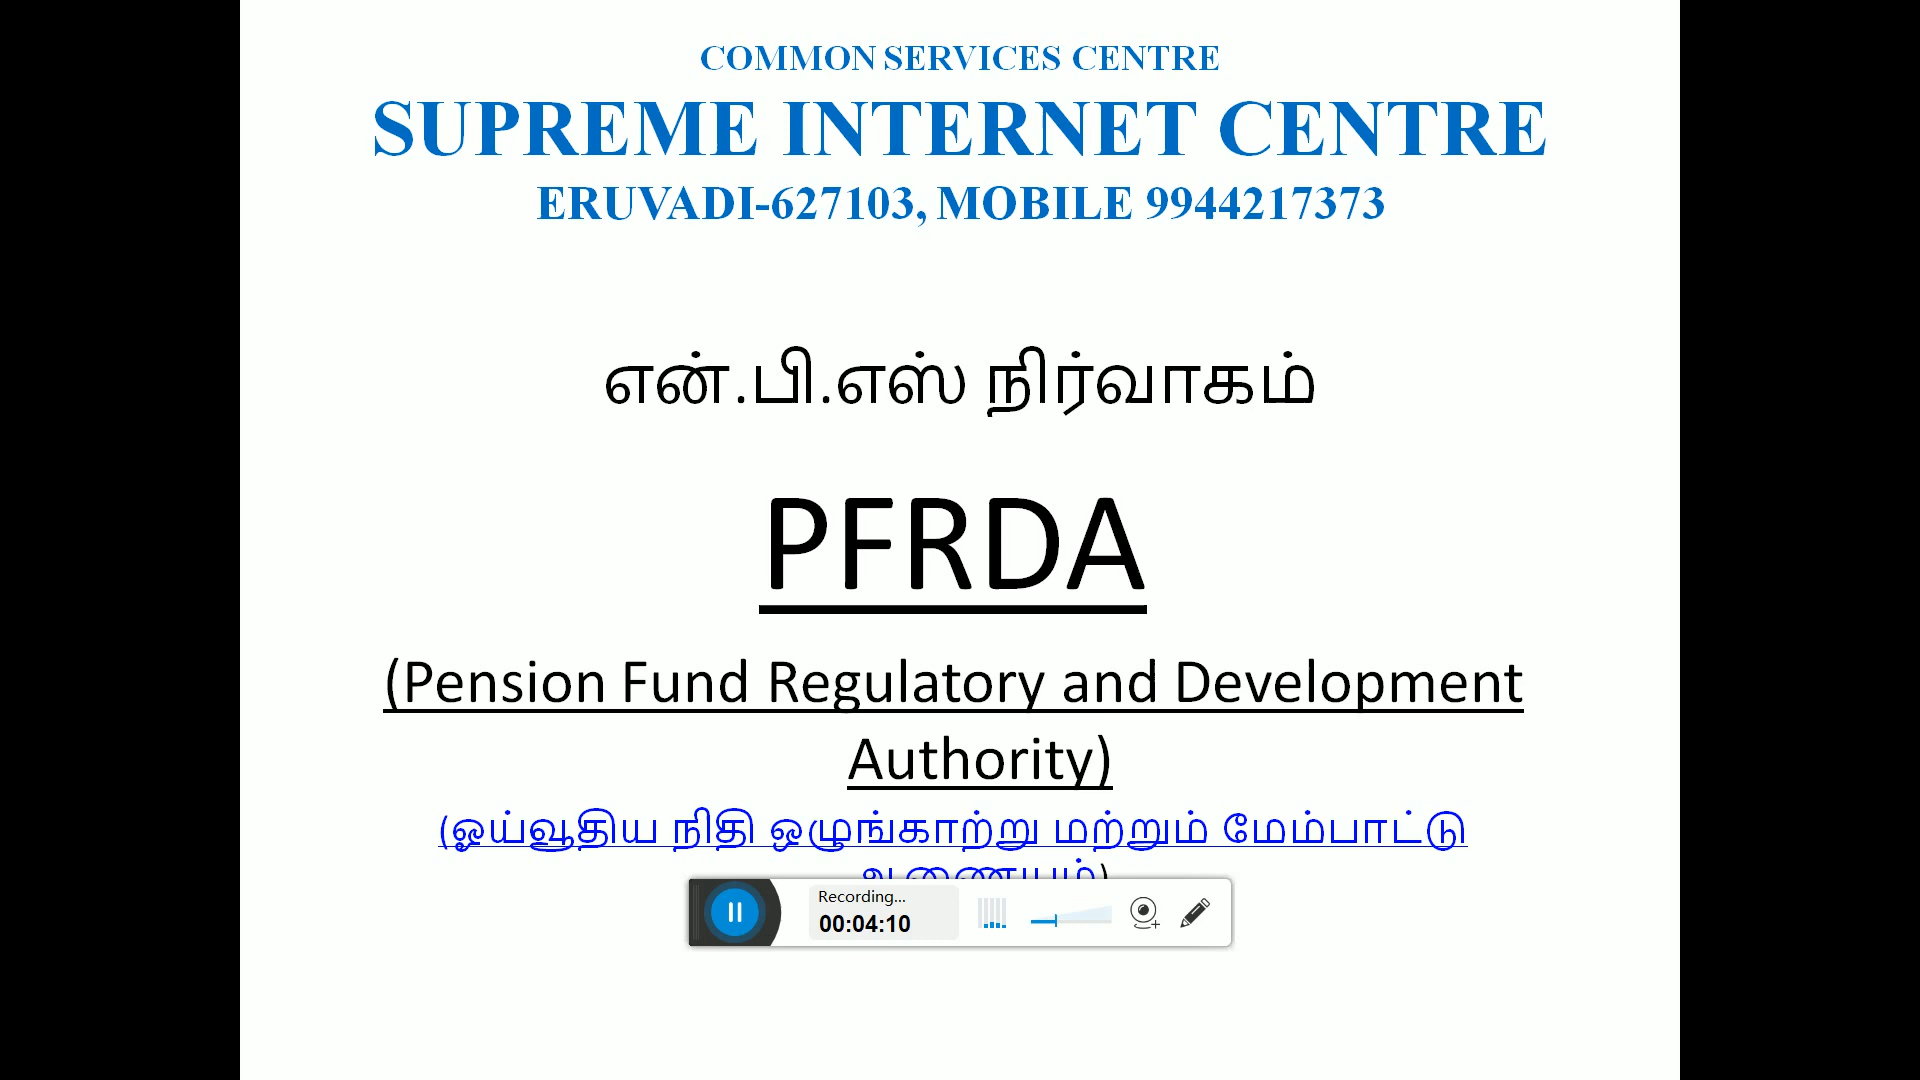 COMMON SERVICES CENTRE
SUPREME INTERNET CENTRE
ERUVADI-627103, MOBILE 9944217373
என்.பி.எஸ் நிர்வாகம்
PFRDA
(Pension Fund Regulatory and Development
Authority)
(ஓய்வூதிய நிதி ஒழுங்காற்று மற்றும் மேம்பாட்டு
Recording...
00:04:10